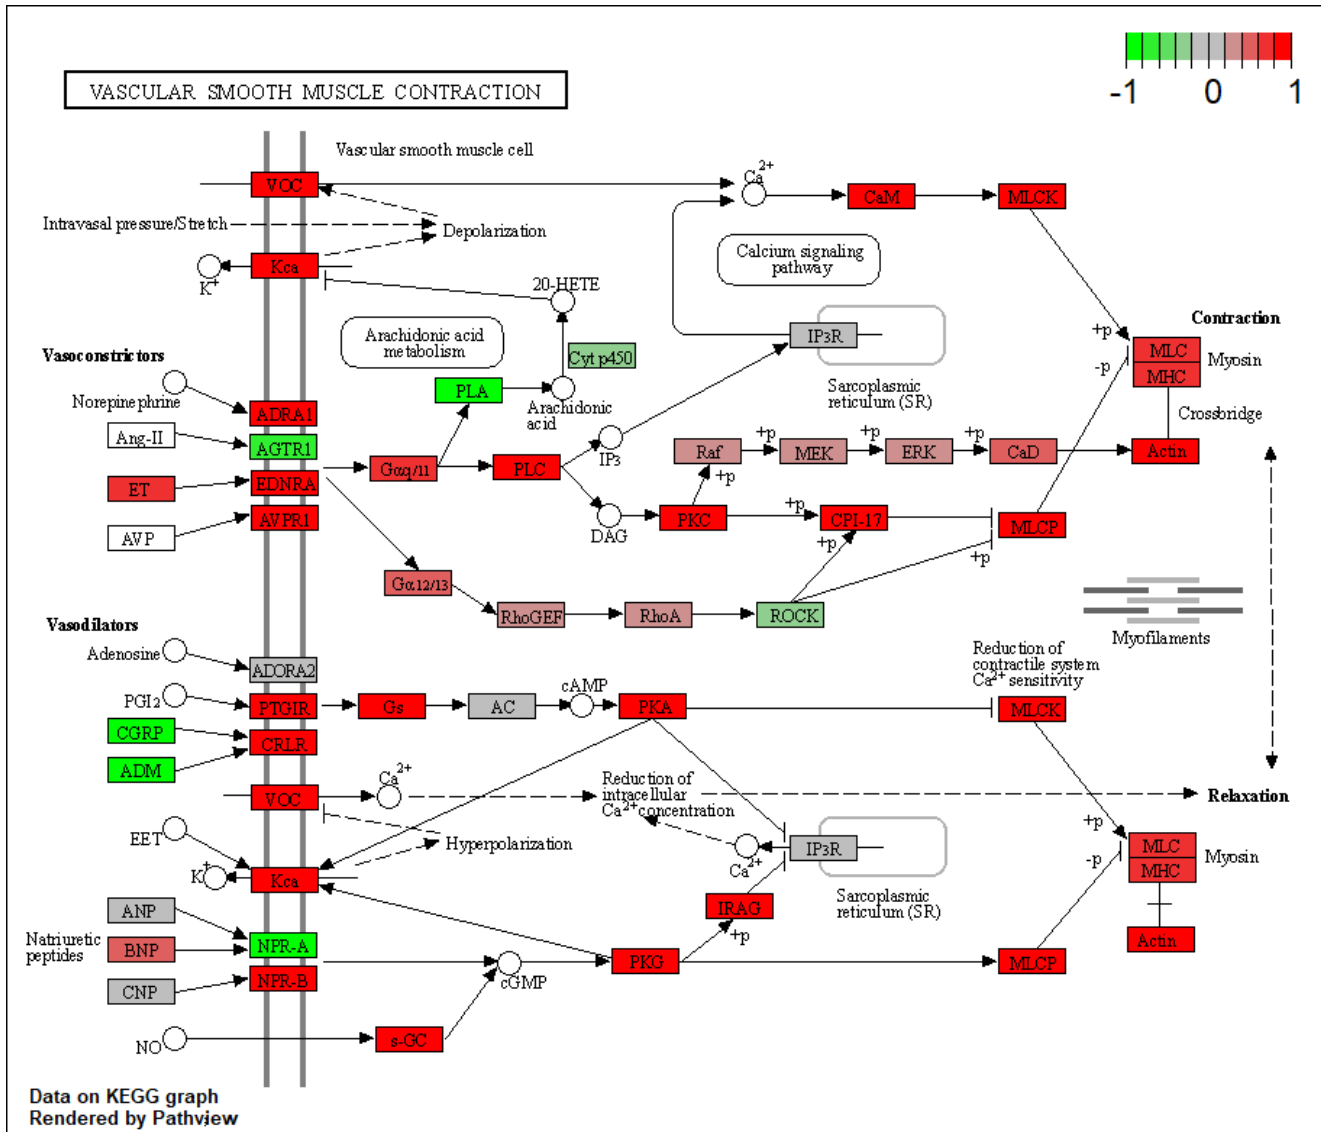 -1 0 1
VASCULAR SMOOTH MUSCLE CONTRACTION
Vascular smooth muscle cell
VOC
Ca2+
CaM
MLCK
Intravasal pressure/Stretch
Depolarization
Kca
K+
Calcium signaling
pathway
20-HETE
Arachidonic acid
metabolism
Cyt p450
IP3R
+p
Contraction
-p
MLC
MHC
Myosin
Vasoconstrictors
Norepinephrine
PLA
Arachidonic
acid
Sarcoplasmic
reticulum (SR)
Crossbridge
ADRA1
Ang-II
AGTR1
Gαq/11
PLC
IP3
Raf
+p
MEK
+p
ERK
+p
CaD
Actin
ET
EDNRA
+p
AVP
AVPR1
DAG
PKC
+p
CPI-17
MLCP
+p
+p
Gα12/13
RhoGEF
RhoA
ROCK
Myofilaments
Vasodilators
Adenosine
ADORA2
Reduction of
contractile system
Ca2+ sensitivity
PGI2
PTGIR
Gs
AC
cAMP
PKA
MLCK
CGRP
CRLR
ADM
VOC
Ca2+
Reduction of
intracellular
Ca2+ concentration
Relaxation
EET
Hyperpolarization
Ca2+
IP3R
+p
-p
MLC
MHC
Myosin
K+
Kca
Sarcoplasmic
reticulum (SR)
ANP
IRAG
+p
Natriuretic
peptides
BNP
NPR-A
Actin
CNP
NPR-B
cGMP
PKG
MLCP
NO
s-GC
Data on KEGG graph
Rendered by Pathview